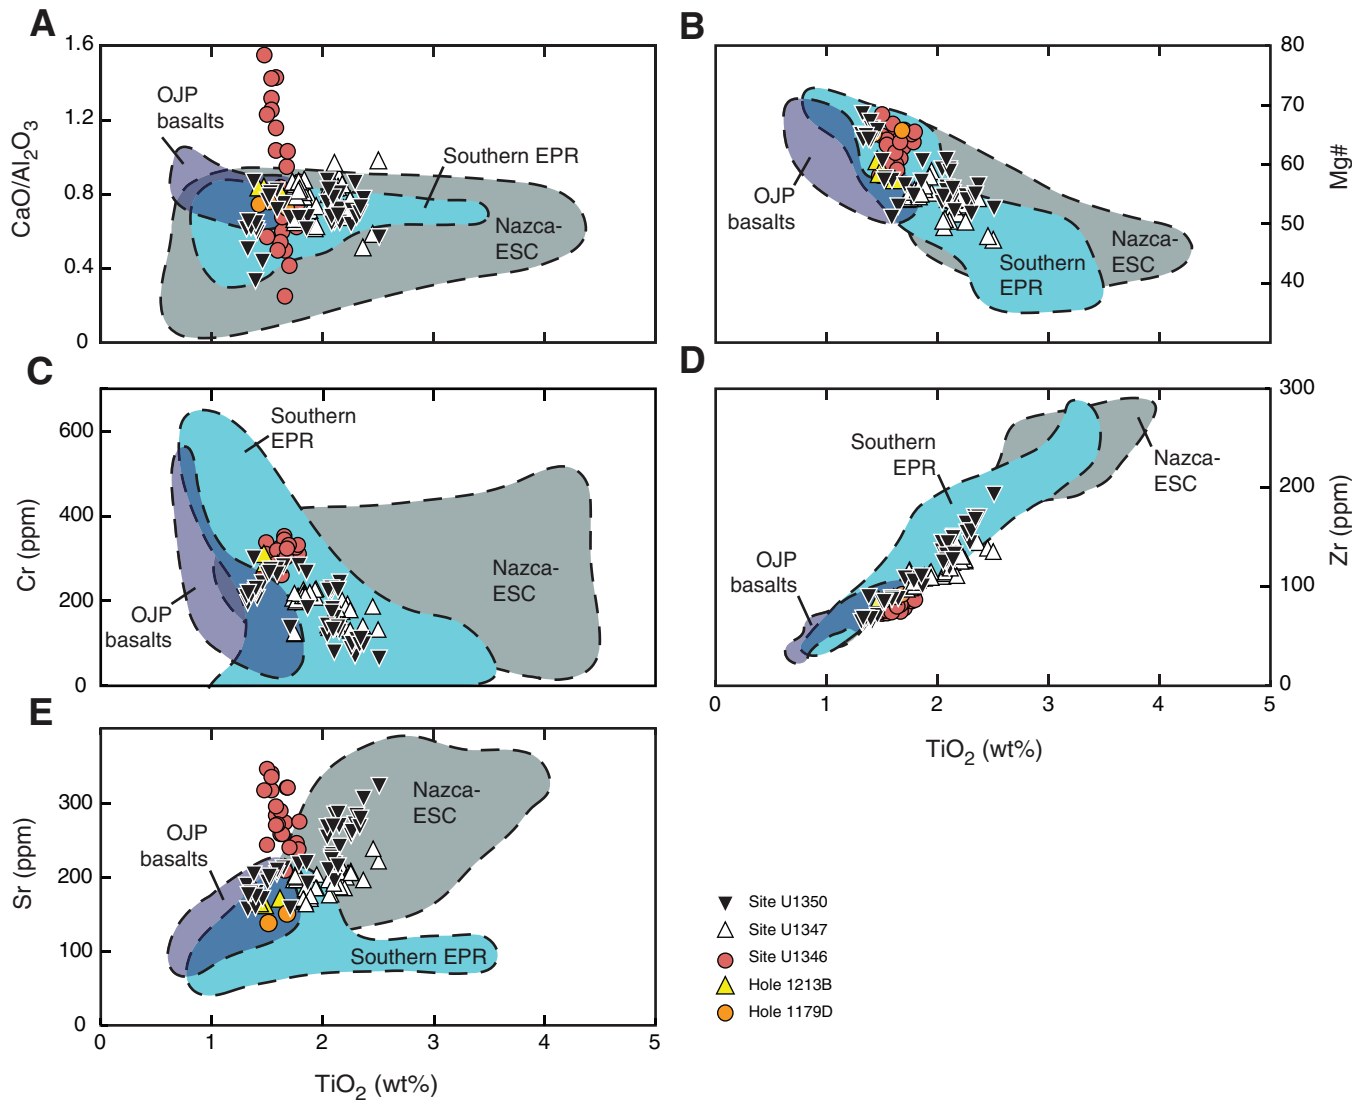 A
1.6
1.2
0.8
0.4
0
CaO/Al2O3
OJP
basalts
Southern EPR
Nazca-
ESC
B
80
70
60
50
40
Mg#
OJP
basalts
Southern
EPR
Nazca-
ESC
C
600
400
200
0
Cr (ppm)
Southern
EPR
Nazca-
ESC
OJP
basalts
D
300
200
100
0
Zr (ppm)
Southern
EPR
Nazca-
ESC
OJP
basalts
0 1 2 3 4 5
TiO2 (wt%)
E
300
200
100
0
Sr (ppm)
OJP
basalts
Nazca-
ESC
Southern EPR
0 1 2 3 4 5
TiO2 (wt%)
Site U1350
Site U1347
Site U1346
Hole 1213B
Hole 1179D